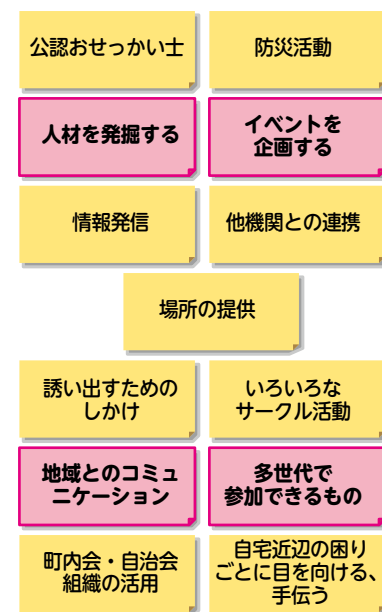 公認おせっかい士
防災活動
人材を発掘する
イベントを
企画する
情報発信
他機関との連携
場所の提供
誘い出すための
しかけ
いろいろな
サークル活動
地域とのコミュ
ニケーション
多世代で
参加できるもの
町内会・自治会
組織の活用
自宅近辺の困り
ごとに目を向ける、
手伝う